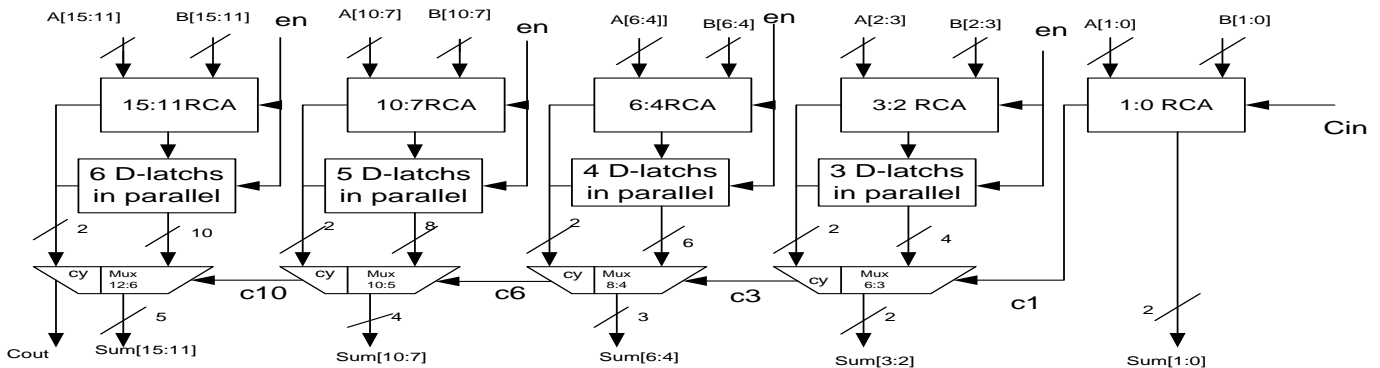 A[15:11] B[15:11] en
A[10:7] B[10:7] en
A[6:4]] B[6:4] en
A[2:3] B[2:3] en
A[1:0] B[1:0]
15:11RCA
10:7RCA
6:4RCA
3:2 RCA
1:0 RCA
Cin
6 D-latchs
in parallel
5 D-latchs
in parallel
4 D-latchs
in parallel
3 D-latchs
in parallel
2 10
2 8
2 6
2 4
cy Mux
12:6
c10
cy Mux
10:5
c6
cy Mux
8:4
c3
cy Mux
6:3
c1
5
4
3
2
2
Cout
Sum[15:11]
Sum[10:7]
Sum[6:4]
Sum[3:2]
Sum[1:0]